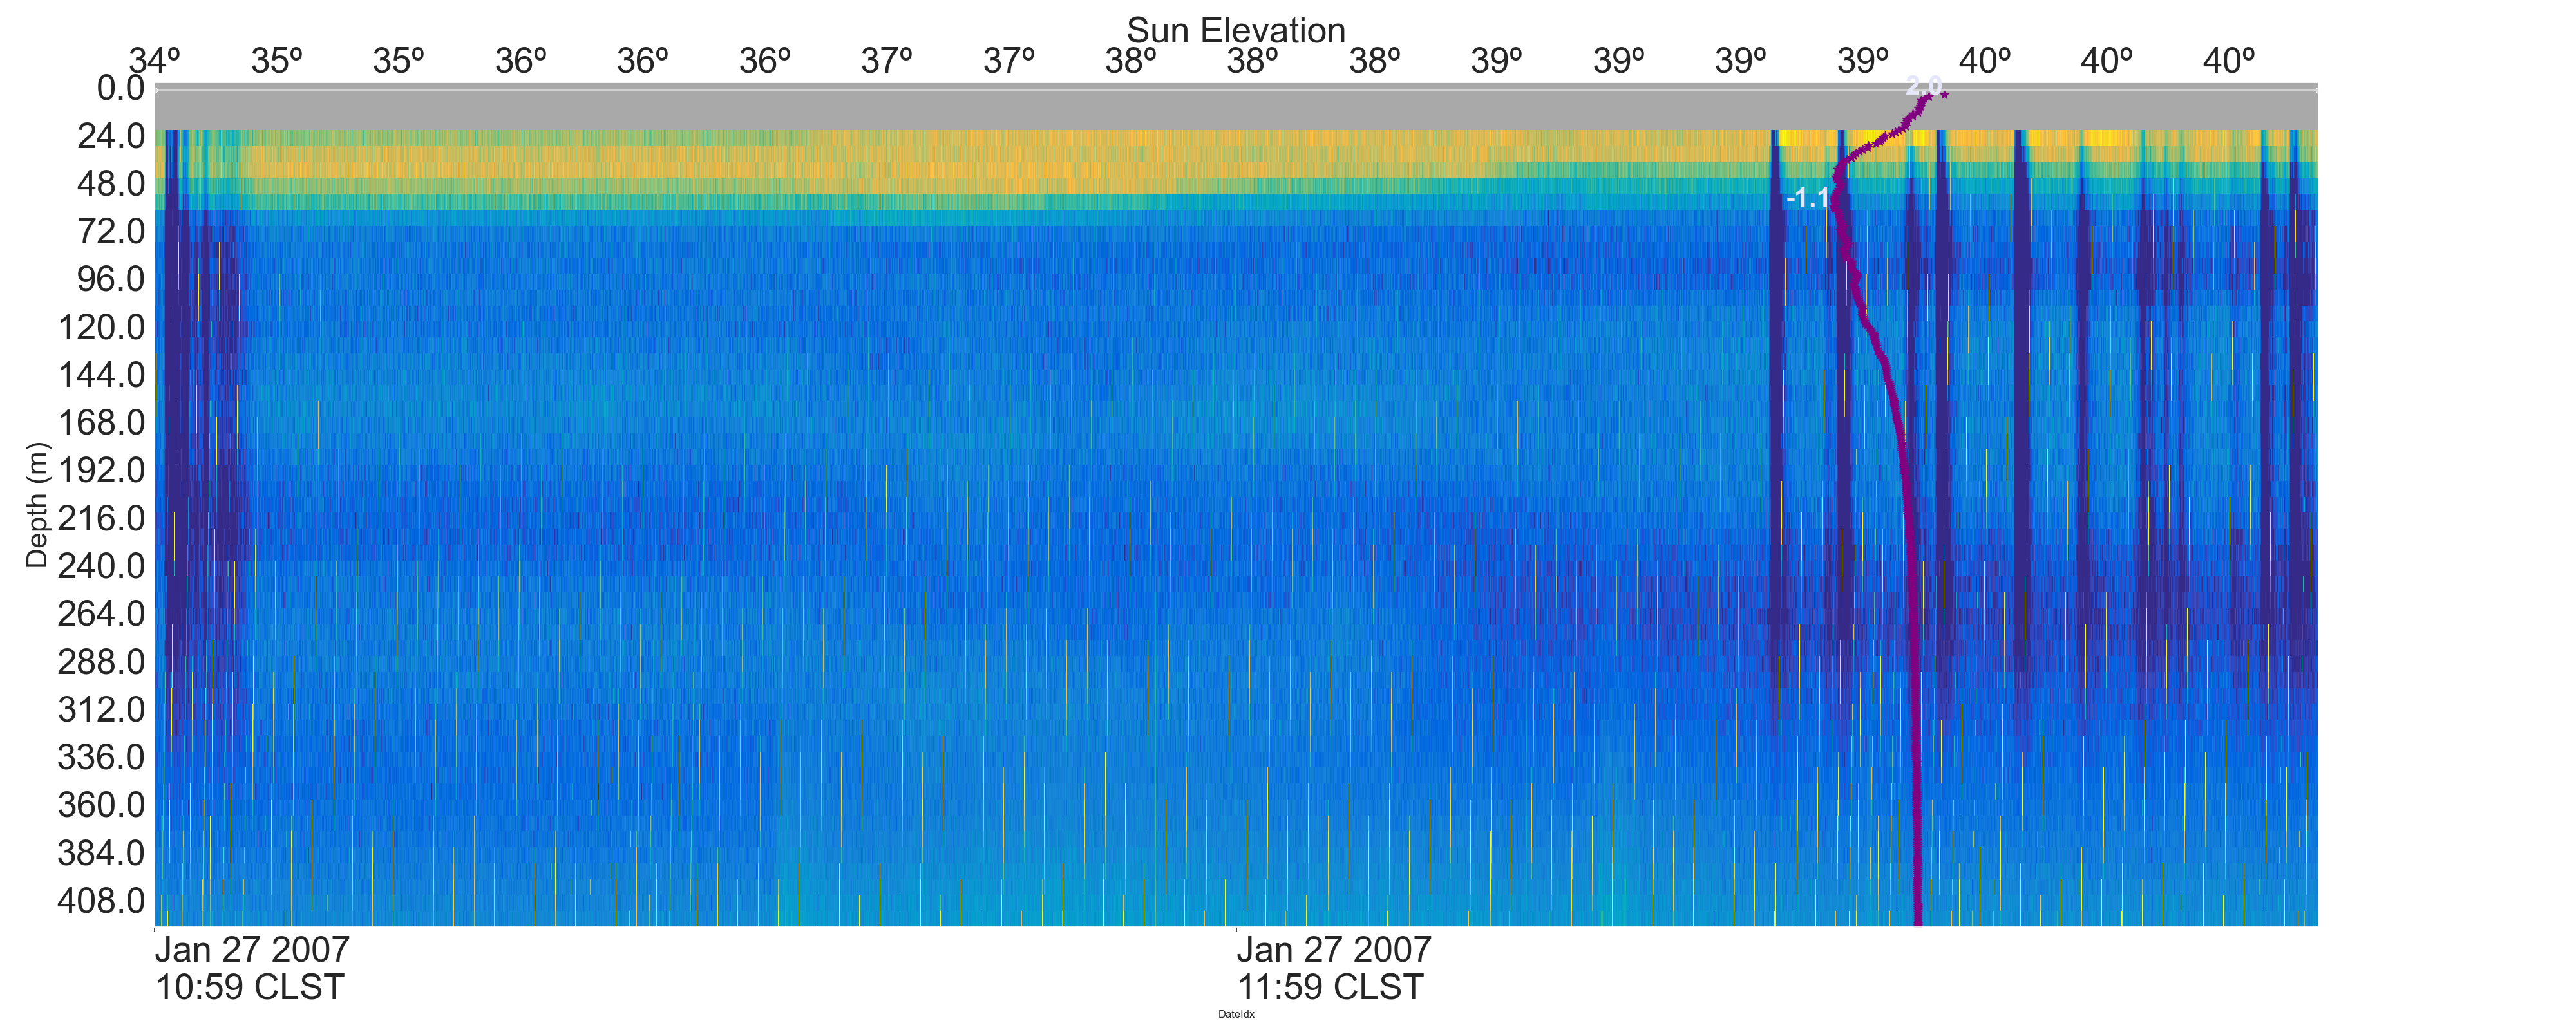 Sun Elevation
34º 35º 35º 36º 36º 36º 37º 37º 38º 38º 38º 39º 39º 39º 39º 40º 40º 40º
0.0
24.0
48.0
72.0
96.0
120.0
144.0
168.0
192.0
216.0
240.0
264.0
288.0
312.0
336.0
360.0
384.0
408.0
Depth (m)
2.0
-1.1
Jan 27 2007
10:59 CLST
Jan 27 2007
11:59 CLST
DateIdx